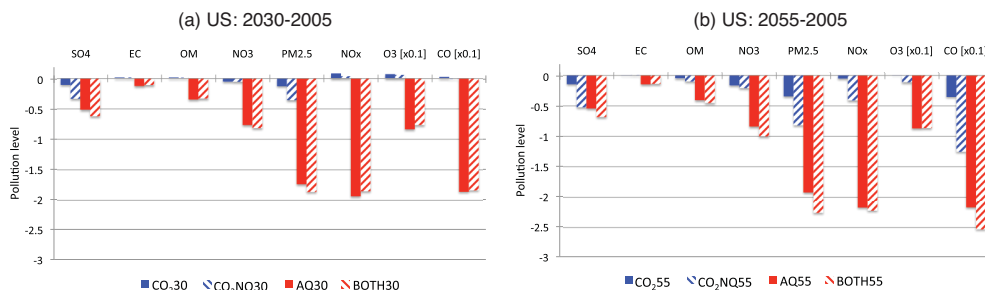 (a) US: 2030-2005
SO4 EC OM NO3 PM2.5 NOx O3 [x0.1] CO [x0.1]
0
-0.5
-1
-1.5
-2
-2.5
-3
Pollution level
CO₂30 CO₂NQ30 AQ30 BOTH30
(b) US: 2055-2005
SO4 EC OM NO3 PM2.5 NOx O3 [x0.1] CO [x0.1]
0
-0.5
-1
-1.5
-2
-2.5
-3
Pollution level
CO₂55 CO₂NQ55 AQ55 BOTH55